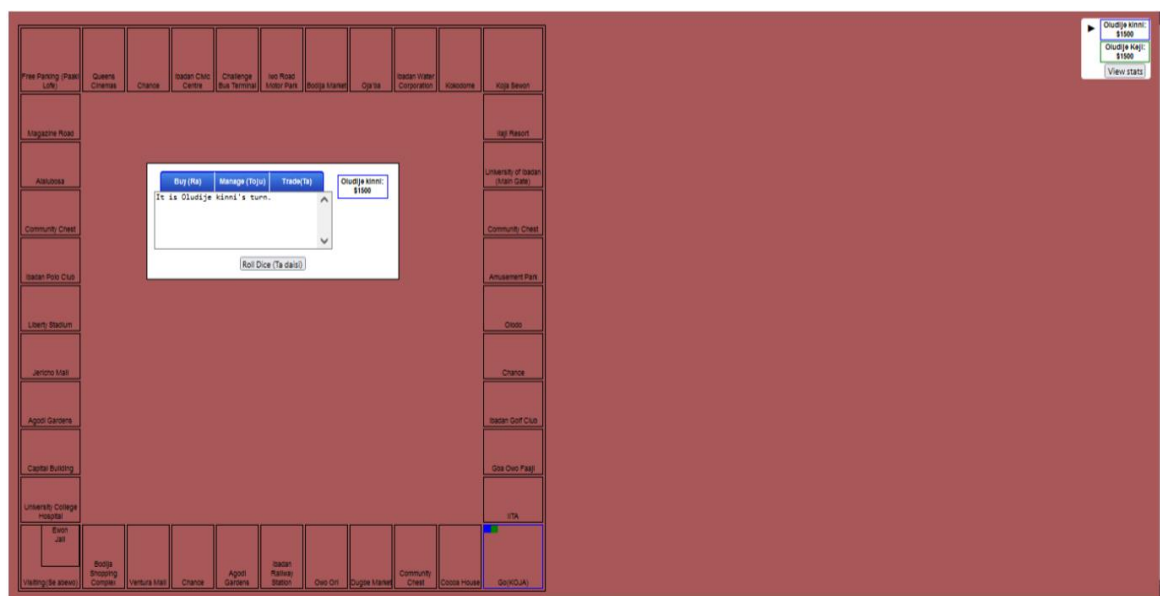 Oludije kinni:
$1500
Oludije Keji:
$1500
View stats
Free Parking (Paaki
Lofe)
Queens
Cinemas
Chance
Ibadan Civic
Centre
Challenge
Bus Terminal
Iwo Road
Motor Park
Bodija Market
Oja'ba
Ibadan Water
Corporation
Kokodome
Koja Sewon
Magazine Road
Ilaji Resort
Alalubosa
University of Ibadan
(Main Gate)
Community Chest
Community Chest
Ibadan Polo Club
Amusement Park
Liberty Stadium
Olodo
Jericho Mall
Chance
Agodi Gardens
Ibadan Golf Club
Capital Building
Gba Owo Paaji
University College
Hospital
IITA
Buy (Ra)
Manage (Toju)
Trade(Ta)
Oludije kinni:
$1500
It is Oludije kinni's turn.
Roll Dice (Ta daisi)
Ewon
Jail
Visiting(Se abewo)
Bodija
Shopping
Complex
Ventura Mall
Chance
Agodi
Gardens
Ibadan
Railway
Station
Owo Ori
Dugbe Market
Community
Chest
Cocoa House
Go(KOJA)